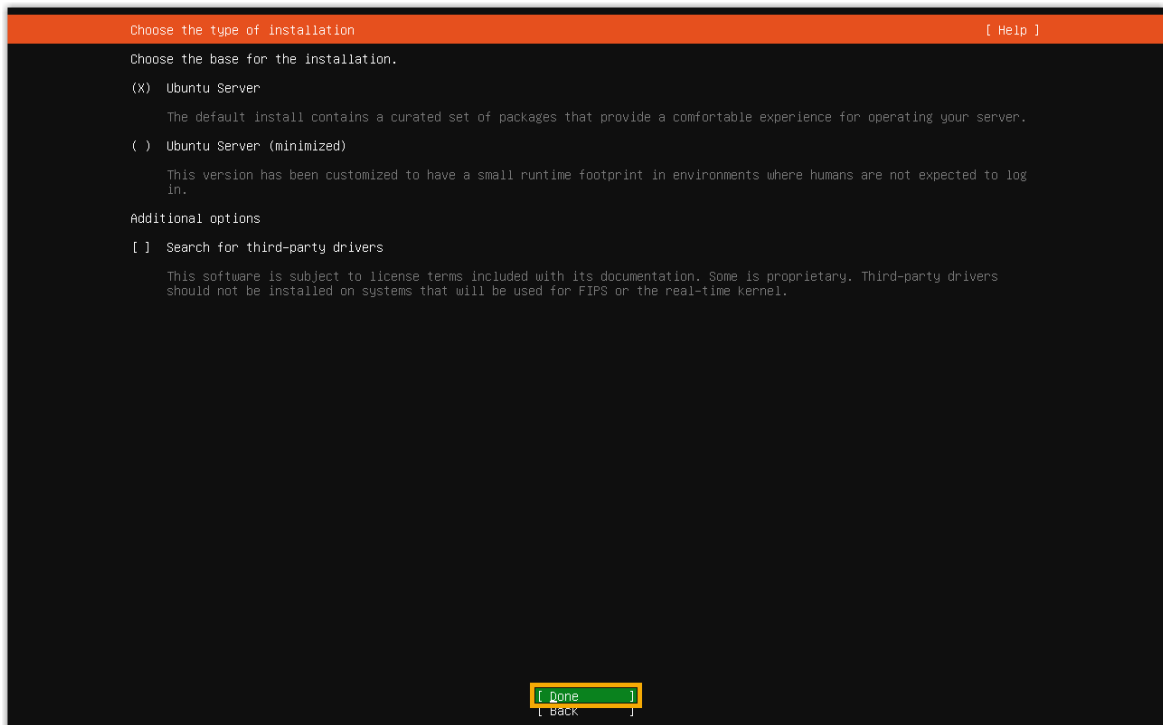 Choose the type of installation [ Help ]
Choose the base for the installation.
(X) Ubuntu Server
The default install contains a curated set of packages that provide a comfortable experience for operating your server.
( ) Ubuntu Server (minimized)
This version has been customized to have a small runtime footprint in environments where humans are not expected to log
in.
Additional options
[ ] Search for third-party drivers
This software is subject to license terms included with its documentation. Some is proprietary. Third-party drivers
should not be installed on systems that will be used for FIPS or the real-time kernel.
[ Done ]
[ Back ]